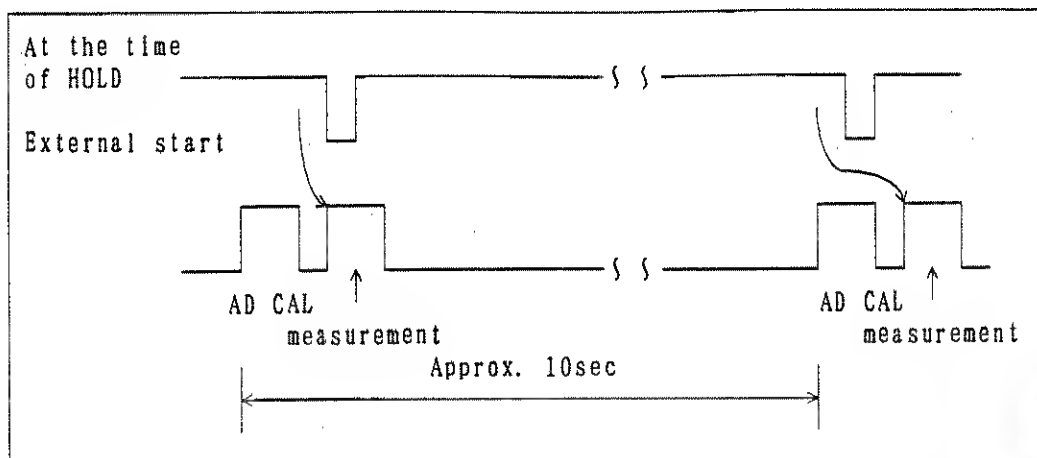 At the time
of HOLD
External start
AD CAL
measurement
AD CAL
measurement
Approx. 10sec